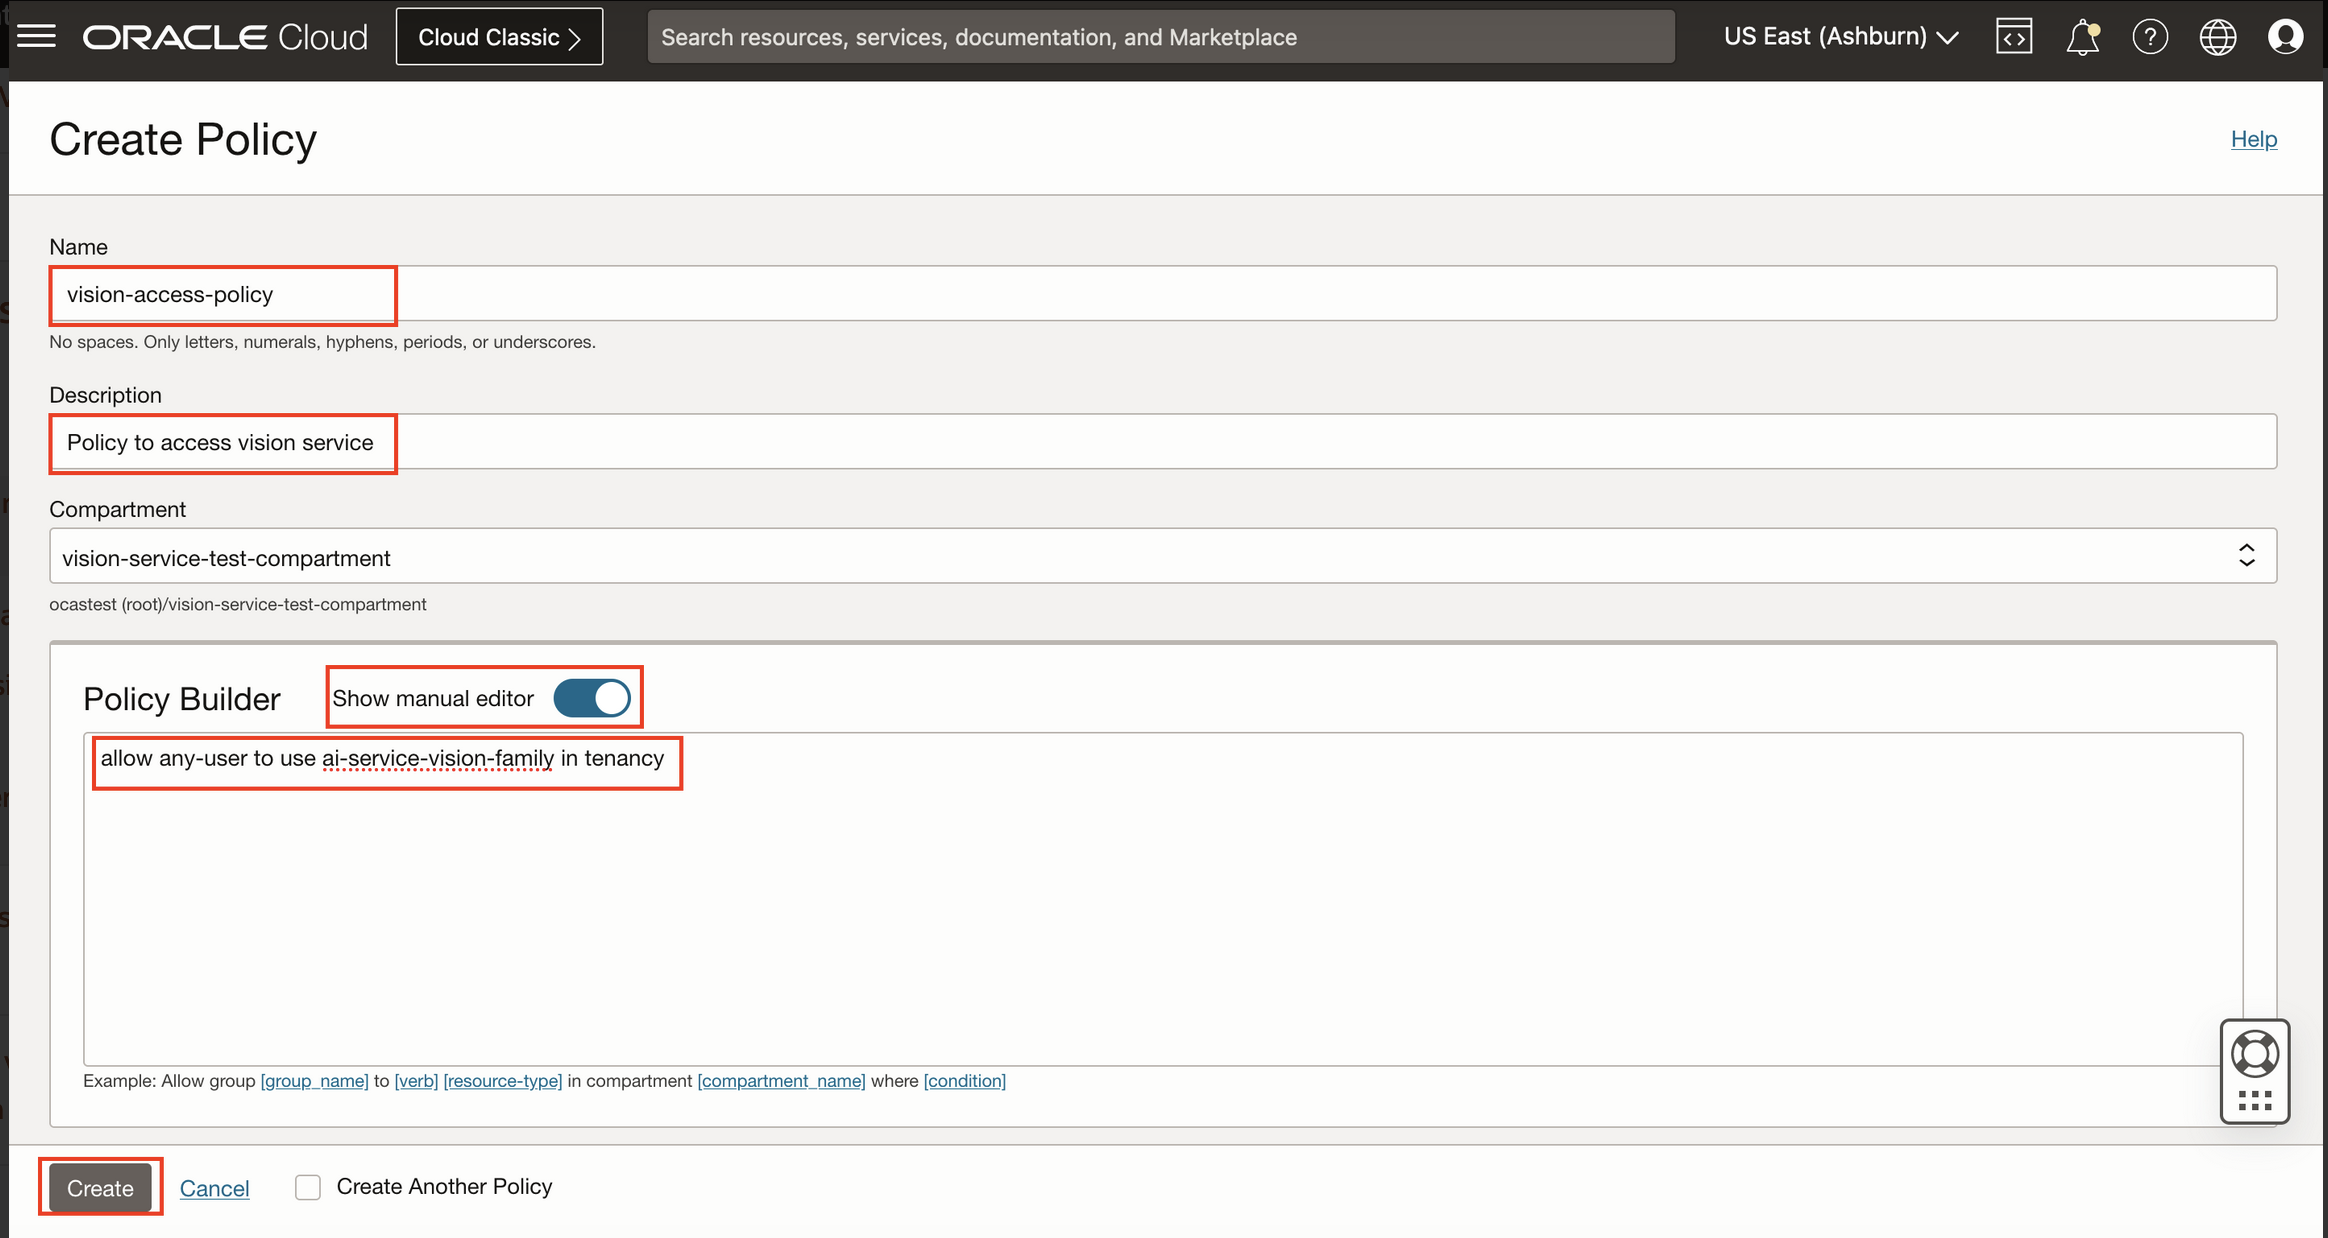 ORACLE Cloud
Cloud Classic
Search resources, services, documentation, and Marketplace
US East (Ashburn)
Create Policy
Help
Name
vision-access-policy
No spaces. Only letters, numerals, hyphens, periods, or underscores.
Description
Policy to access vision service
Compartment
vision-service-test-compartment
ocastest (root)/vision-service-test-compartment
Policy Builder
Show manual editor
allow any-user to use ai-service-vision-family in tenancy
Example: Allow group [group_name] to [verb] [resource-type] in compartment [compartment_name] where [condition]
Create
Cancel
Create Another Policy